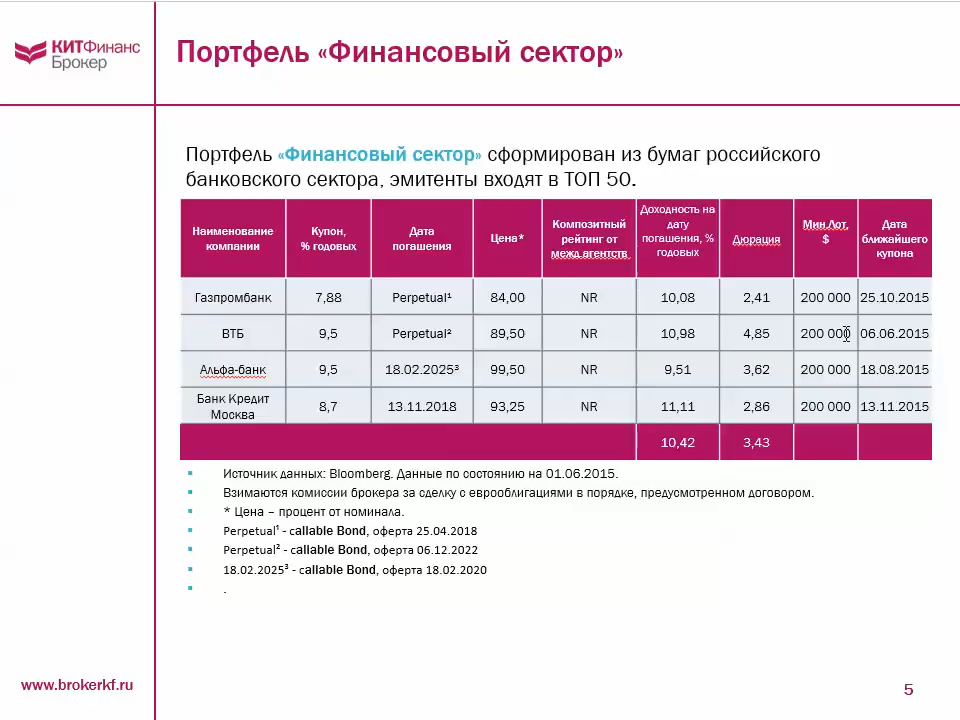 КИТФинанс
Брокер
Портфель «Финансовый сектор»
Портфель «Финансовый сектор» сформирован из бумаг российского
банковского сектора, эмитенты входят в ТОП 50.
Наименование компании | Купон, % годовых | Дата погашения | Цена* | Композитный рейтинг от межд.агентств | Доходность на дату погашения, % годовых | Дюрация | Мин.Лот, $ | Дата ближайшего купона
Газпромбанк | 7,88 | Perpetual¹ | 84,00 | NR | 10,08 | 2,41 | 200 000 | 25.10.2015
ВТБ | 9,5 | Perpetual² | 89,50 | NR | 10,98 | 4,85 | 200 000 | 06.06.2015
Альфа-банк | 9,5 | 18.02.2025³ | 99,50 | NR | 9,51 | 3,62 | 200 000 | 18.08.2015
Банк Кредит Москва | 8,7 | 13.11.2018 | 93,25 | NR | 11,11 | 2,86 | 200 000 | 13.11.2015
10,42 | 3,43
Источник данных: Bloomberg. Данные по состоянию на 01.06.2015.
Взимаются комиссии брокера за сделку с еврооблигациями в порядке, предусмотренном договором.
* Цена – процент от номинала.
Perpetual¹ - callable Bond, оферта 25.04.2018
Perpetual² - callable Bond, оферта 06.12.2022
18.02.2025³ - callable Bond, оферта 18.02.2020
.
www.brokerkf.ru
5